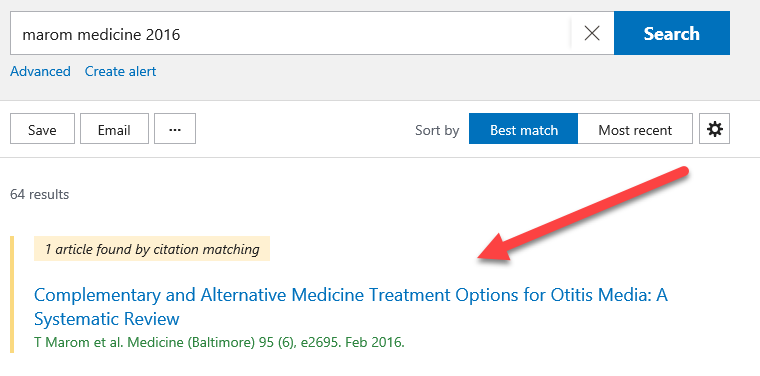 marom medicine 2016
Search
Advanced Create alert
Save Email ... Sort by Best match Most recent
64 results
1 article found by citation matching
Complementary and Alternative Medicine Treatment Options for Otitis Media: A
Systematic Review
T Marom et al. Medicine (Baltimore) 95 (6), e2695. Feb 2016.